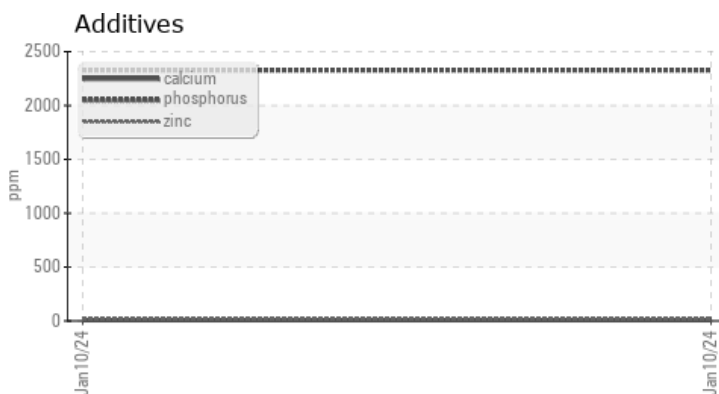 Additives
2500
2000
1500
1000
500
0
ppm
calcium
phosphorus
zinc
Jan10/24
Jan10/24